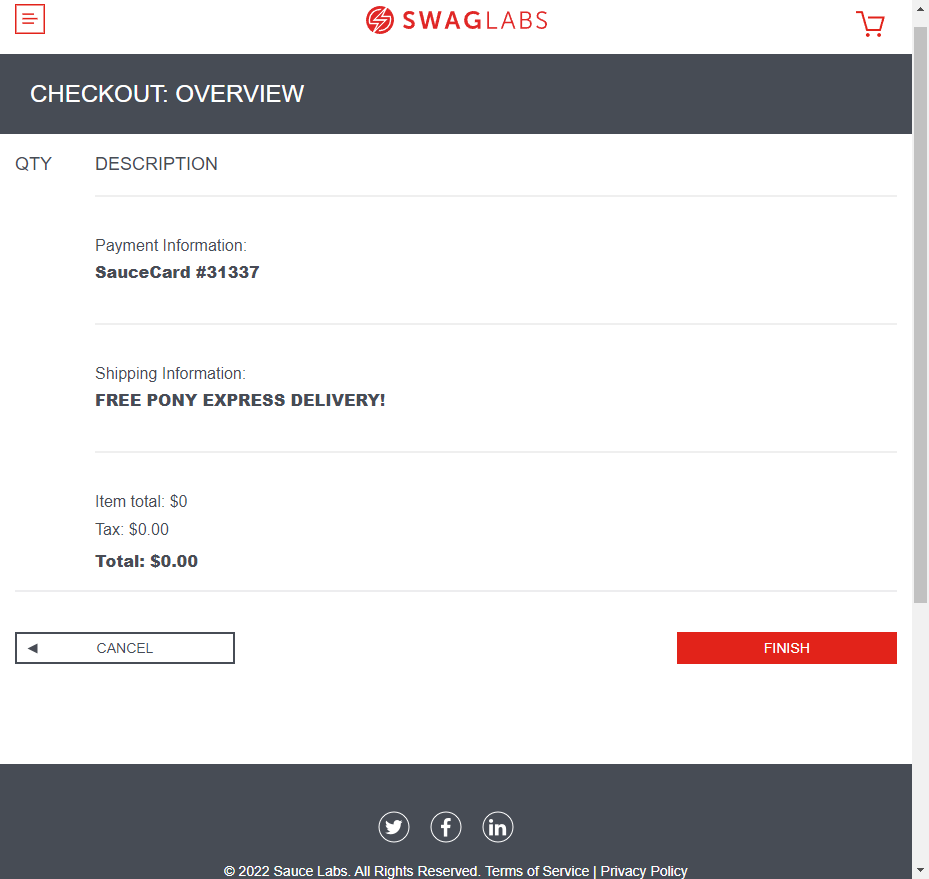 SWAGLABS
CHECKOUT: OVERVIEW
QTY DESCRIPTION
Payment Information:
SauceCard #31337
Shipping Information:
FREE PONY EXPRESS DELIVERY!
Item total: $0
Tax: $0.00
Total: $0.00
CANCEL FINISH
© 2022 Sauce Labs. All Rights Reserved. Terms of Service | Privacy Policy